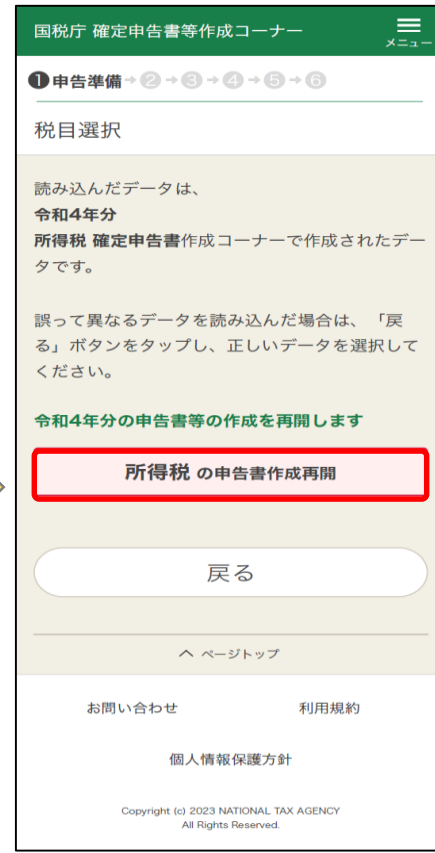 国税庁 確定申告書等作成コーナー
メニュー
❶申告準備→②→③→④→⑤→⑥
税目選択
読み込んだデータは、
令和4年分
所得税 確定申告書作成コーナーで作成されたデー
タです。
誤って異なるデータを読み込んだ場合は、「戻
る」ボタンをタップし、正しいデータを選択して
ください。
令和4年分の申告書等の作成を再開します
所得税 の申告書作成再開
戻る
ページトップ
お問い合わせ 利用規約
個人情報保護方針
Copyright (c) 2023 NATIONAL TAX AGENCY
All Rights Reserved.